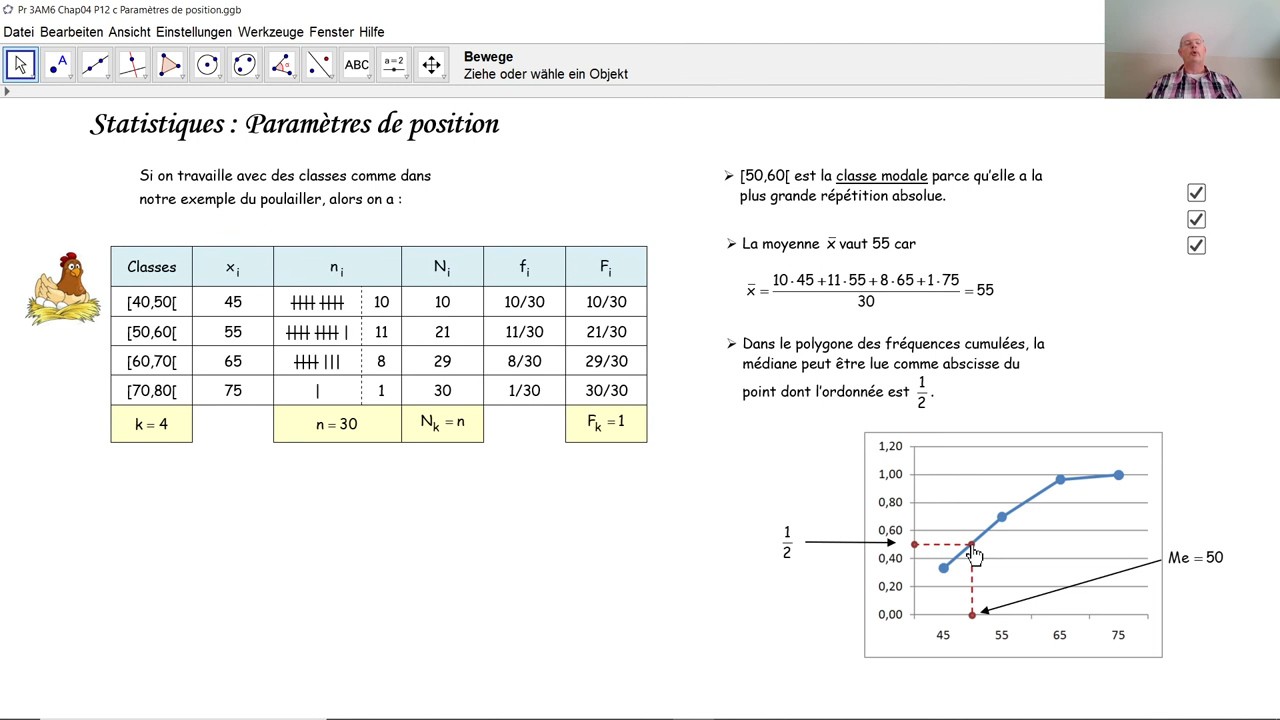 Pr 3AM6 Chap04 P12 c Paramètres de position.ggb
Datei Bearbeiten Ansicht Einstellungen Werkzeuge Fenster Hilfe
A
ABC
a=2
Bewege
Ziehe oder wähle ein Objekt
Statistiques : Paramètres de position
Si on travaille avec des classes comme dans
notre exemple du poulailler, alors on a :
Classes xi ni Ni fi Fi
[40,50[ 45 10 10 10/30 10/30
[50,60[ 55 11 21 11/30 21/30
[60,70[ 65 8 29 8/30 29/30
[70,80[ 75 1 30 1/30 30/30
k = 4 n = 30 Nk = n Fk = 1
➢ [50,60[ est la classe modale parce qu'elle a la
plus grande répétition absolue.
➢ La moyenne x̄ vaut 55 car
x̄ = (10·45+11·55+8·65+1·75)/30 = 55
➢ Dans le polygone des fréquences cumulées, la
médiane peut être lue comme abscisse du
point dont l'ordonnée est 1/2 .
1,20
1,00
0,80
0,60
1/2
0,40
Me = 50
0,20
0,00
45 55 65 75